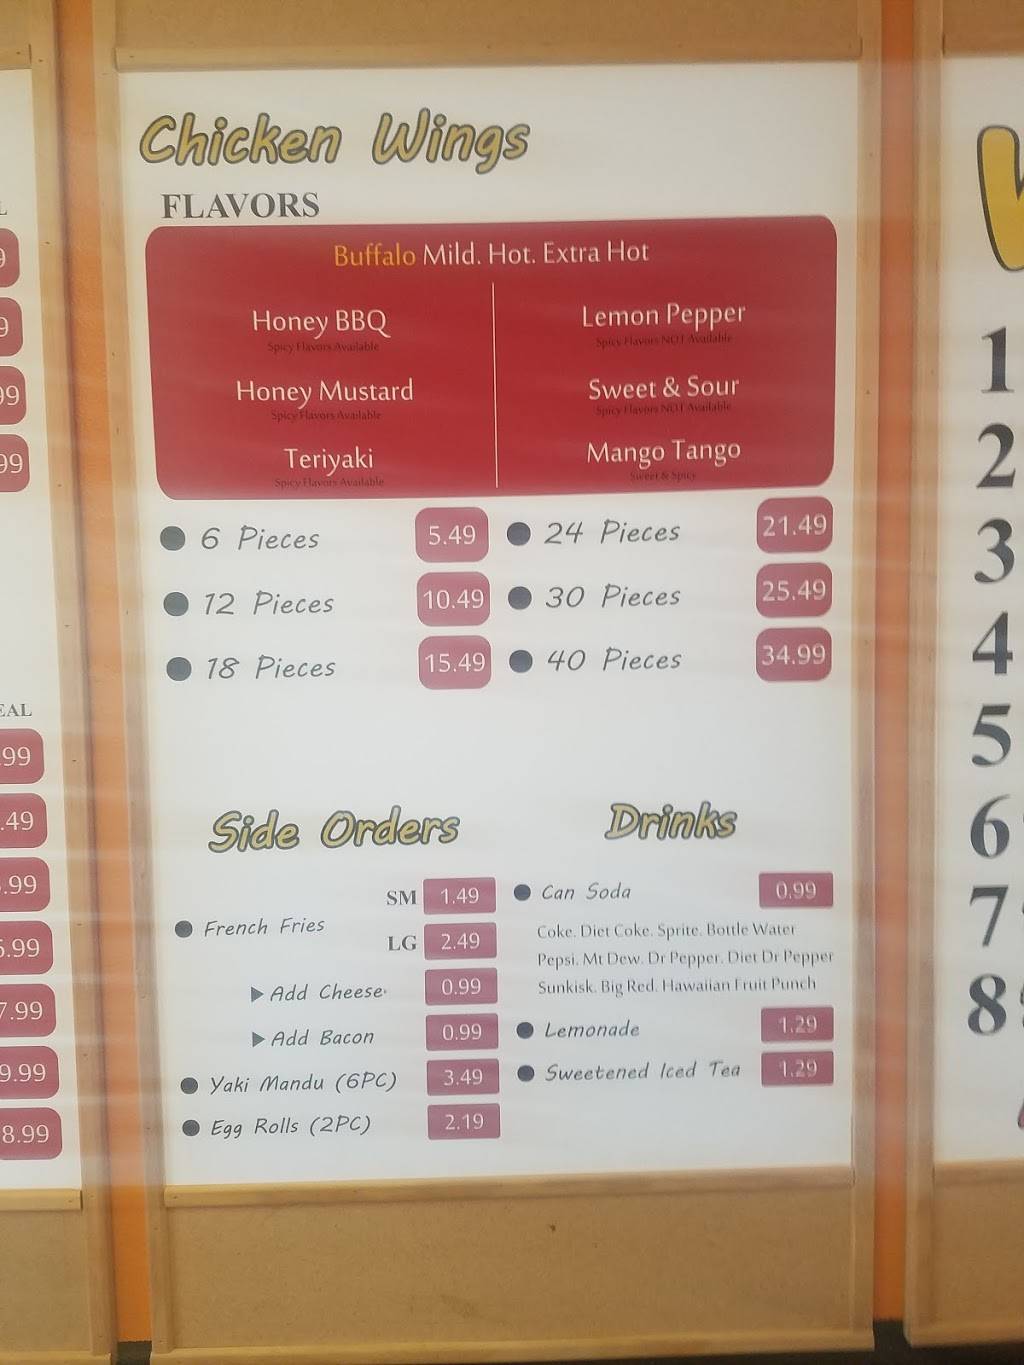 Chicken Wings
FLAVORS
Buffalo Mild. Hot. Extra Hot
Honey BBQ
Spicy Flavors Available
Honey Mustard
Spicy Flavors Available
Teriyaki
Spicy Flavors Available
Lemon Pepper
Spicy Flavors NOT Available
Sweet & Sour
Spicy Flavors NOT Available
Mango Tango
Sweet & Spicy
6 Pieces 5.49
12 Pieces 10.49
18 Pieces 15.49
24 Pieces 21.49
30 Pieces 25.49
40 Pieces 34.99
Side Orders
French Fries
SM 1.49
LG 2.49
Add Cheese 0.99
Add Bacon 0.99
Yaki Mandu (6PC) 3.49
Egg Rolls (2PC) 2.19
Drinks
Can Soda 0.99
Coke. Diet Coke. Sprite. Bottle Water
Pepsi. Mt Dew. Dr Pepper. Diet Dr Pepper
Sunkisk. Big Red. Hawaiian Fruit Punch
Lemonade 1.29
Sweetened Iced Tea 1.29
1
2
3
4
5
6
7
8